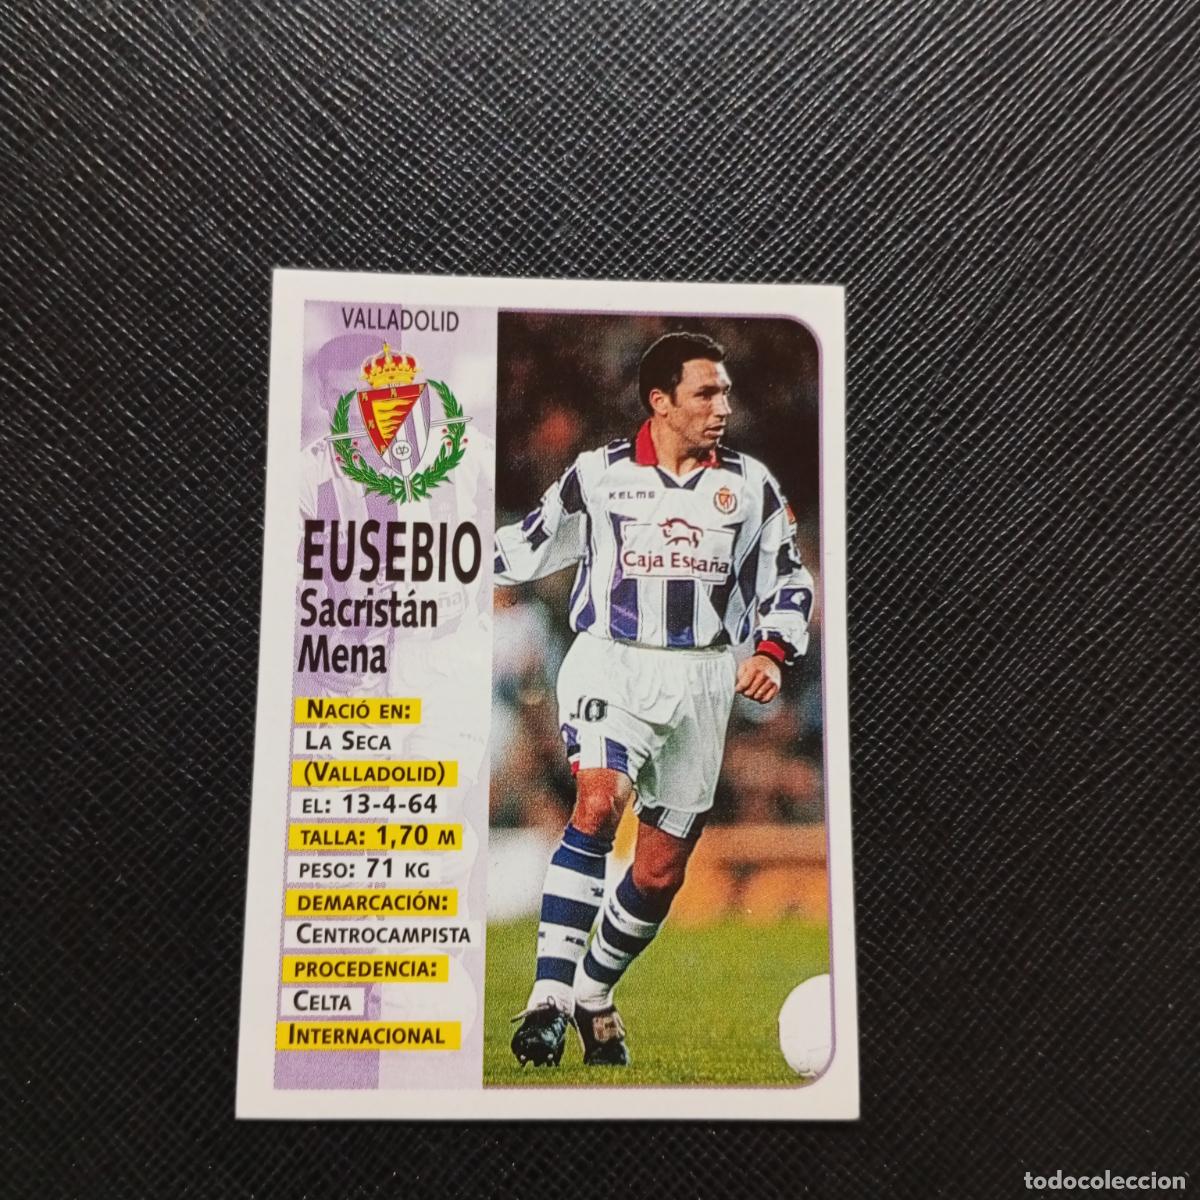 VALLADOLID
EUSEBIO
Sacristán
Mena
NACIÓ EN:
LA SECA
(VALLADOLID)
EL: 13-4-64
TALLA: 1,70 M
PESO: 71 KG
DEMARCACIÓN:
CENTROCAMPISTA
PROCEDENCIA:
CELTA
INTERNACIONAL
KELME
Caja España
10
todocoleccion